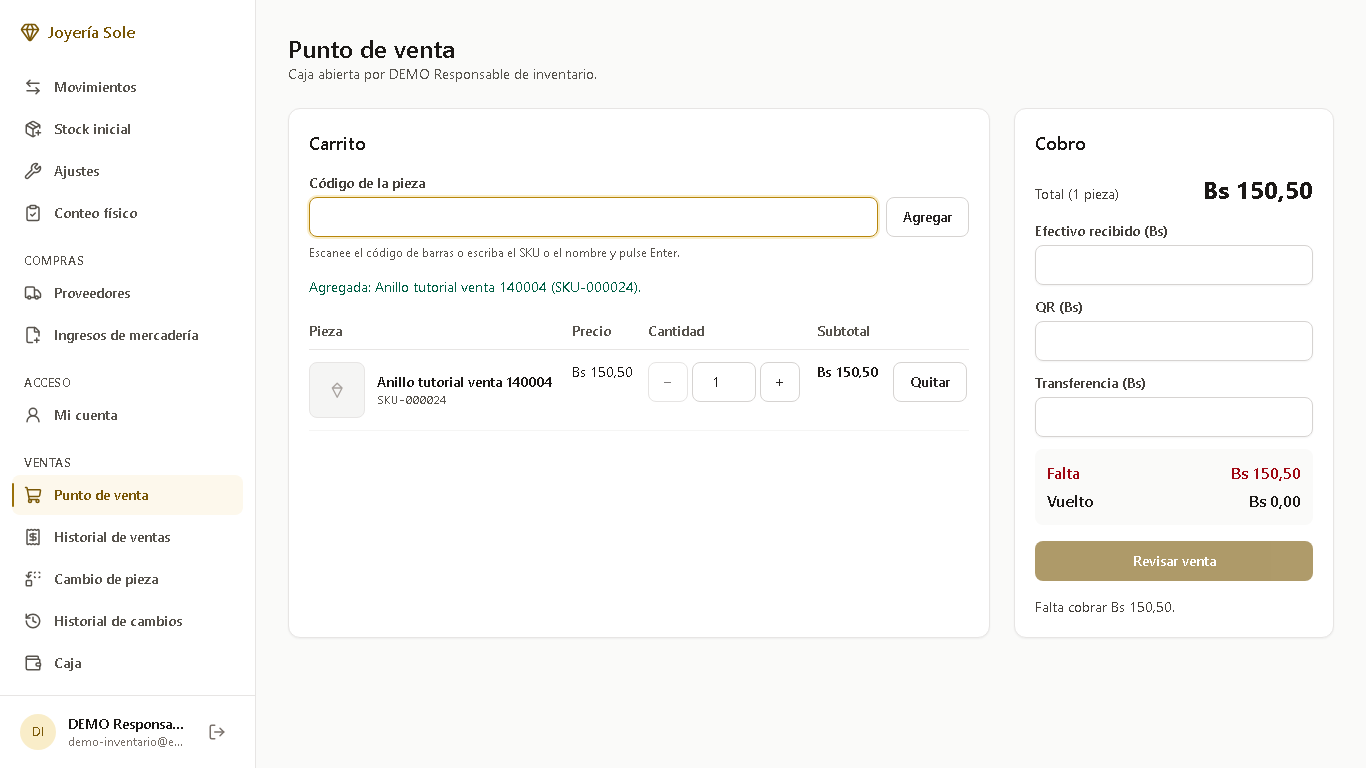 Joyería Sole
Movimientos
Stock inicial
Ajustes
Conteo físico
COMPRAS
Proveedores
Ingresos de mercadería
ACCESO
Mi cuenta
VENTAS
Punto de venta
Historial de ventas
Cambio de pieza
Historial de cambios
Caja
DI
DEMO Responsa...
demo-inventario@e...
Punto de venta
Caja abierta por DEMO Responsable de inventario.
Carrito
Código de la pieza
Agregar
Escanee el código de barras o escriba el SKU o el nombre y pulse Enter.
Agregada: Anillo tutorial venta 140004 (SKU-000024).
Pieza Precio Cantidad Subtotal
Anillo tutorial venta 140004 Bs 150,50 − 1 + Bs 150,50 Quitar
SKU-000024
Cobro
Total (1 pieza) Bs 150,50
Efectivo recibido (Bs)
QR (Bs)
Transferencia (Bs)
Falta Bs 150,50
Vuelto Bs 0,00
Revisar venta
Falta cobrar Bs 150,50.